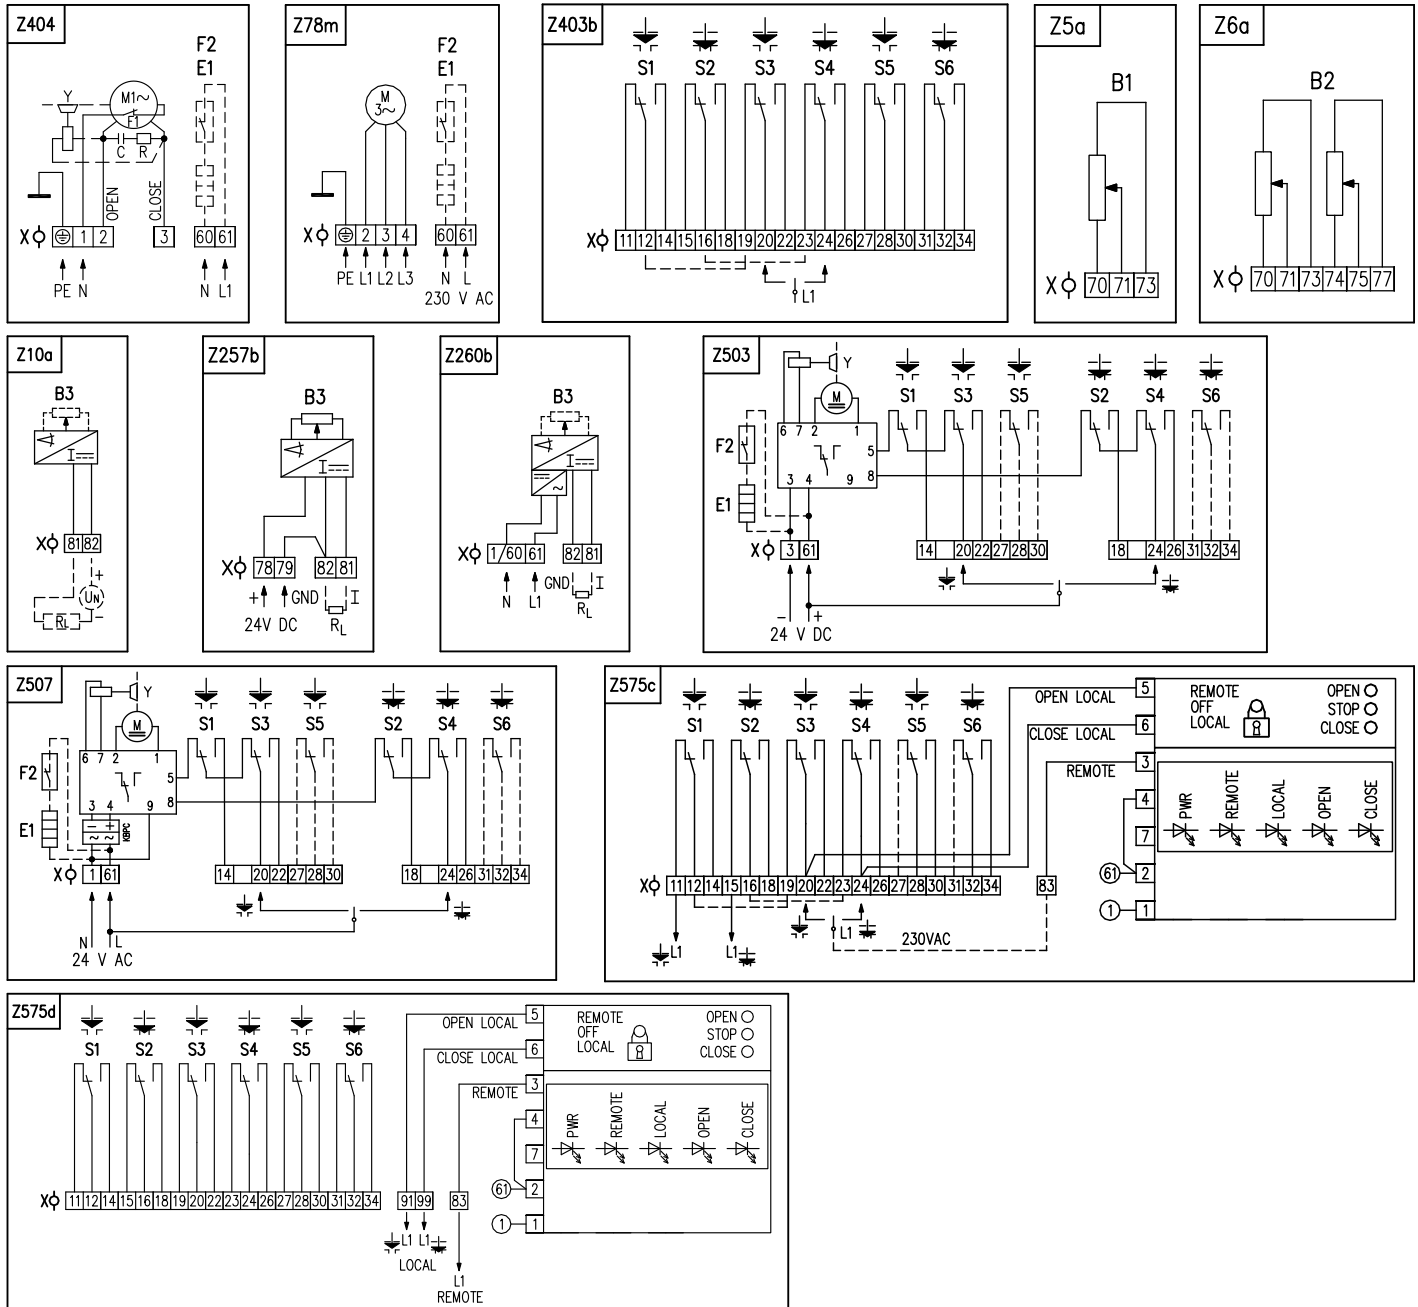 Z404
F2
E1
Y
M1~
F1
C R
OPEN
CLOSE
X 1 2 3 60 61
PE N N L1
Z78m
F2
E1
M
3~
X 2 3 4 60 61
PE L1 L2 L3 N L
230 V AC
Z403b
S1 S2 S3 S4 S5 S6
X 11 12 14 15 16 18 19 20 22 23 24 26 27 28 30 31 32 34
L1
Z5a
B1
X 70 71 73
Z6a
B2
X 70 71 73 74 75 77
Z10a
B3
I
X 81 82
+
UN
RL −
Z257b
B3
I
X 78 79 82 81
+ GND I
24V DC RL
Z260b
B3
I
~
X 1/60 61 82 81
GND I
N L1 RL
Z503
Y
M
S1 S3 S5 S2 S4 S6
6 7 2 1
F2
5
8
3 4 9
E1
X 3 61 14 20 22 27 28 30 18 24 26 31 32 34
− +
24 V DC
Z507
Y
M
S1 S3 S5 S2 S4 S6
6 7 2 1
F2
5
8
3 4 9
− +
~ ~
KBPC
E1
X 1 61 14 20 22 27 28 30 18 24 26 31 32 34
N L
24 V AC
Z575c
S1 S2 S3 S4 S5 S6
X 11 12 14 15 16 18 19 20 22 23 24 26 27 28 30 31 32 34 83
L1 L1 L1
230VAC
OPEN LOCAL 5
CLOSE LOCAL 6
REMOTE 3
4
7
61 2
1 1
REMOTE
OFF
LOCAL
OPEN
STOP
CLOSE
PWR
REMOTE
LOCAL
OPEN
CLOSE
Z575d
S1 S2 S3 S4 S5 S6
X 11 12 14 15 16 18 19 20 22 23 24 26 27 28 30 31 32 34 91 99 83
L1 L1
LOCAL
L1
REMOTE
OPEN LOCAL 5
CLOSE LOCAL 6
REMOTE 3
4
7
61 2
1 1
REMOTE
OFF
LOCAL
OPEN
STOP
CLOSE
PWR
REMOTE
LOCAL
OPEN
CLOSE